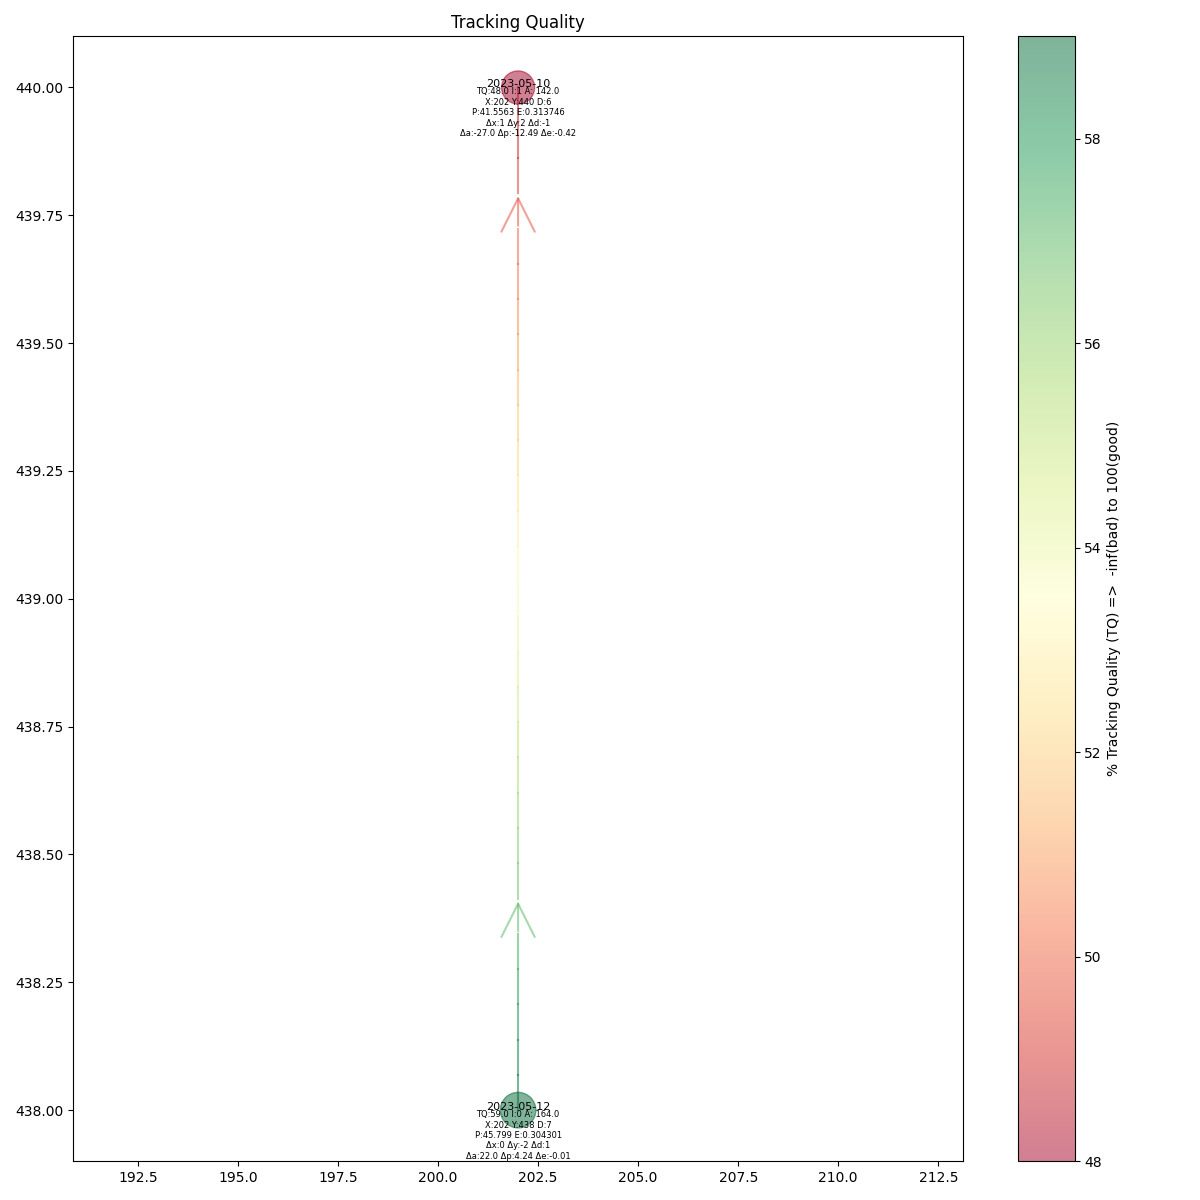 Tracking Quality
440.00
439.75
439.50
439.25
439.00
438.75
438.50
438.25
438.00
2023-05-10
TQ:48.0 I:1 A: 142.0
X:202 Y:440 D:6
P:41.5563 E:0.313746
Δx:1 Δy:2 Δd:-1
Δa:-27.0 Δp:-12.49 Δe:-0.42
2023-05-12
TQ:59.0 I:0 A: 164.0
X:202 Y:438 D:7
P:45.799 E:0.304301
Δx:0 Δy:-2 Δd:1
Δa:22.0 Δp:4.24 Δe:-0.01
192.5 195.0 197.5 200.0 202.5 205.0 207.5 210.0 212.5
58
56
54
52
50
48
% Tracking Quality (TQ) =>  -inf(bad) to 100(good)